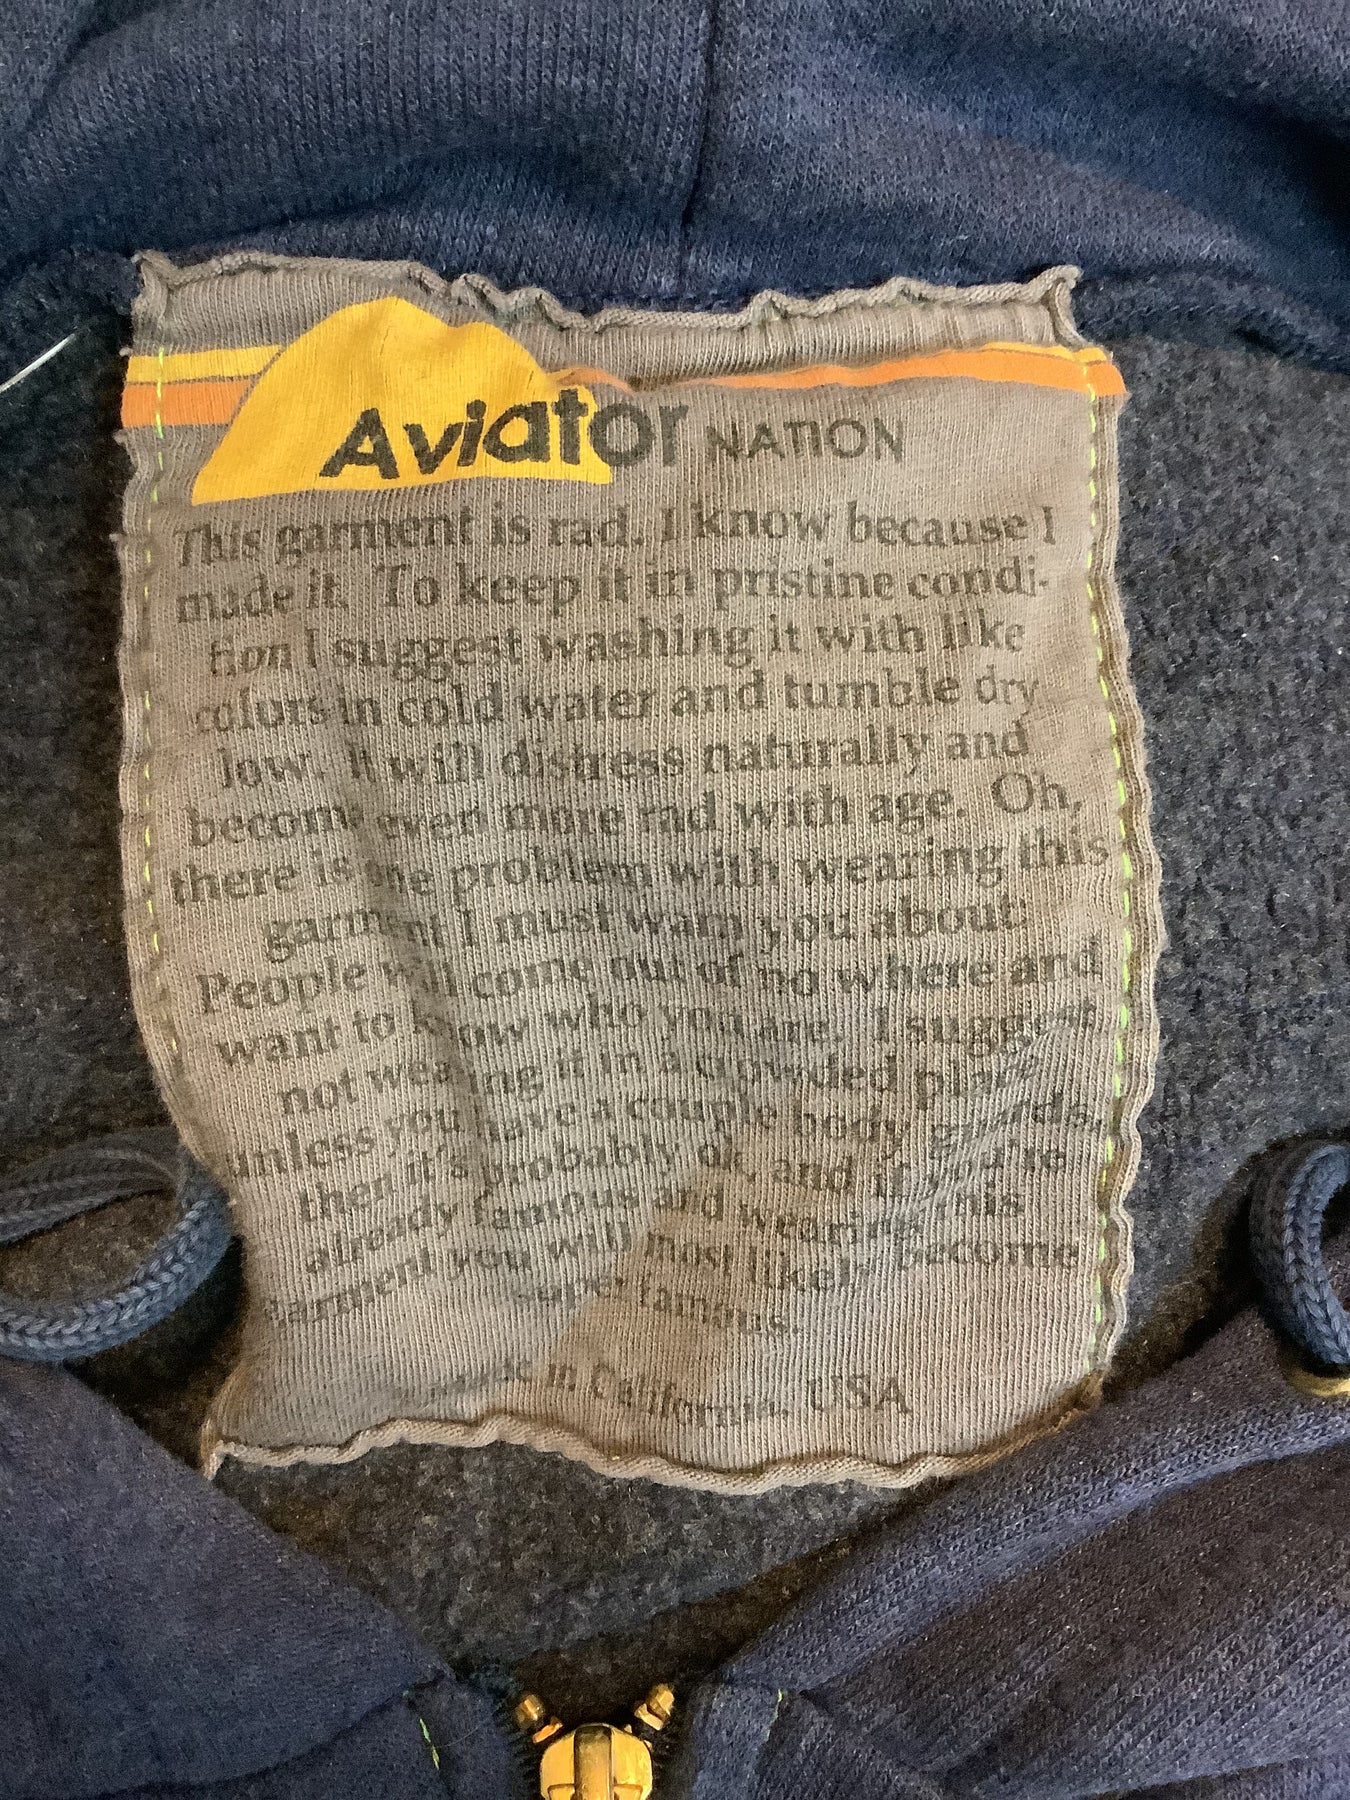 Aviator NATION
This garment is rad. I know because I
made it. To keep it in pristine condi-
tion I suggest washing it with like
colors in cold water and tumble dry
low. It will distress naturally and
become even more rad with age. Oh,
there is one problem with wearing this
garment I must warn you about:
People will come out of no where and
want to know who you are. I suggest
not wearing it in a crowded place
unless you have a couple body guards.
then it's probably ok, and if you're
already famous and wearing this
garment you will most likely become
super famous.
made in California, USA